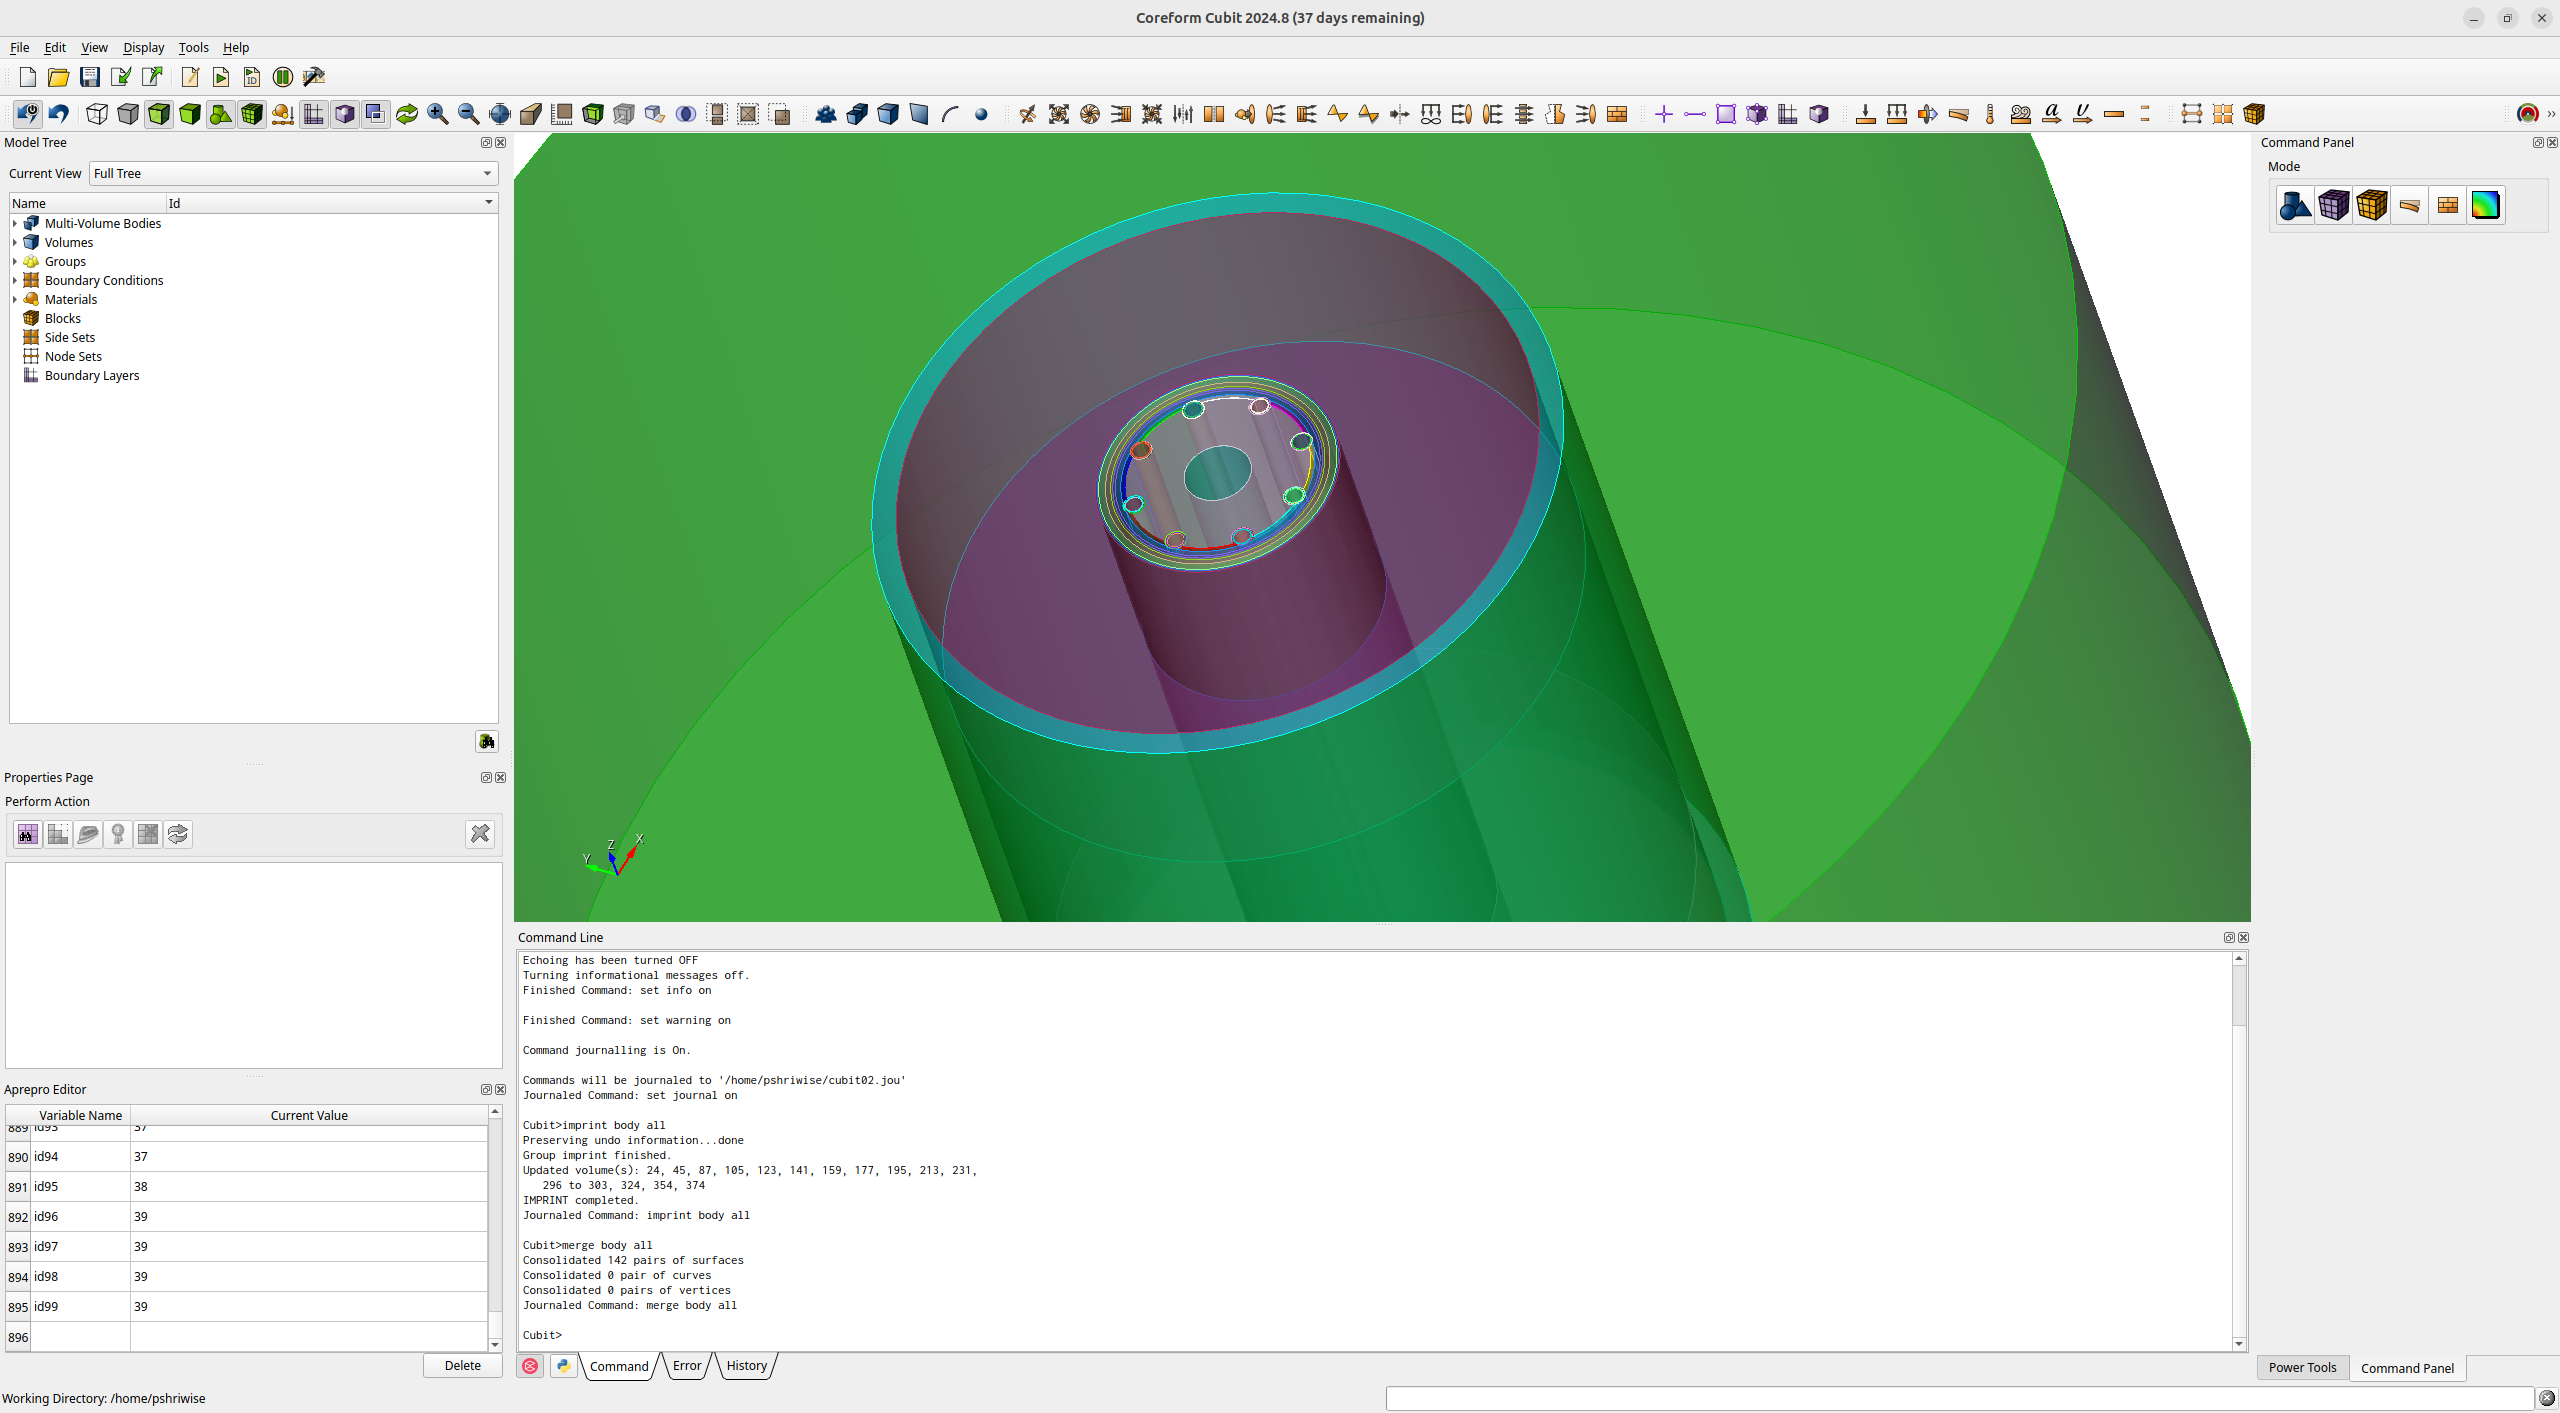 Coreform Cubit 2024.8 (37 days remaining)
File Edit View Display Tools Help
Model Tree
Current View Full Tree
Name Id
Multi-Volume Bodies
Volumes
Groups
Boundary Conditions
Materials
Blocks
Side Sets
Node Sets
Boundary Layers
Properties Page
Perform Action
Aprepro Editor
Variable Name Current Value
889 id93 37
890 id94 37
891 id95 38
892 id96 39
893 id97 39
894 id98 39
895 id99 39
896
Delete
Working Directory: /home/pshriwise
X
Y
Z
Command Line
Echoing has been turned OFF
Turning informational messages off.
Finished Command: set info on
Finished Command: set warning on
Command journalling is On.
Commands will be journaled to '/home/pshriwise/cubit02.jou'
Journaled Command: set journal on
Cubit>imprint body all
Preserving undo information...done
Group imprint finished.
Updated volume(s): 24, 45, 87, 105, 123, 141, 159, 177, 195, 213, 231,
296 to 303, 324, 354, 374
IMPRINT completed.
Journaled Command: imprint body all
Cubit>merge body all
Consolidated 142 pairs of surfaces
Consolidated 0 pair of curves
Consolidated 0 pairs of vertices
Journaled Command: merge body all
Cubit>
Command Error History
Command Panel
Mode
Power Tools Command Panel